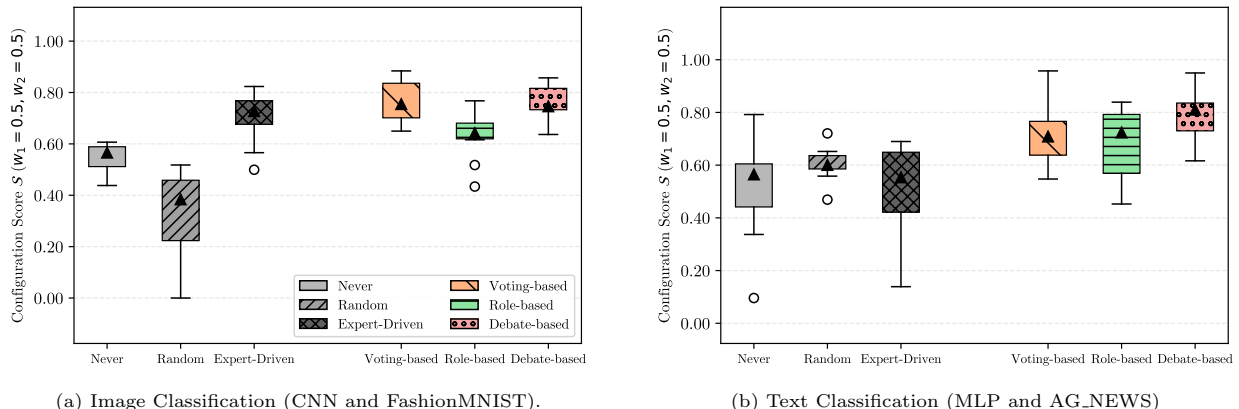 Configuration Score 𝒮 (w₁ = 0.5, w₂ = 0.5)
1.00
0.80
0.60
0.40
0.20
0.00
Never
Random
Expert-Driven
Voting-based
Role-based
Debate-based
Never
Random
Expert-Driven
Voting-based
Role-based
Debate-based
(a) Image Classification (CNN and FashionMNIST).
Configuration Score 𝒮 (w₁ = 0.5, w₂ = 0.5)
1.00
0.80
0.60
0.40
0.20
0.00
Never
Random
Expert-Driven
Voting-based
Role-based
Debate-based
(b) Text Classification (MLP and AG_NEWS)